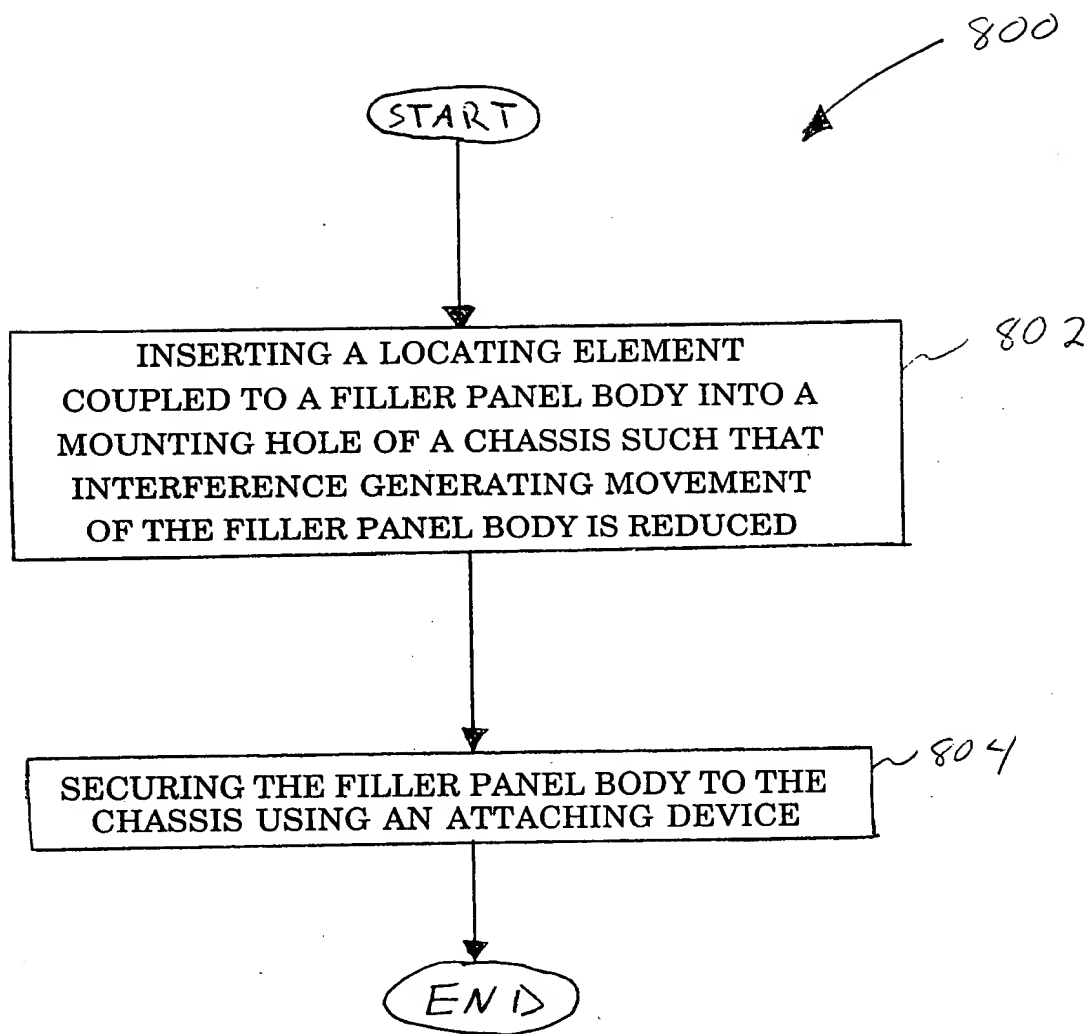 800
START
INSERTING A LOCATING ELEMENT
COUPLED TO A FILLER PANEL BODY INTO A
MOUNTING HOLE OF A CHASSIS SUCH THAT
INTERFERENCE GENERATING MOVEMENT
OF THE FILLER PANEL BODY IS REDUCED
802
SECURING THE FILLER PANEL BODY TO THE
CHASSIS USING AN ATTACHING DEVICE
804
END